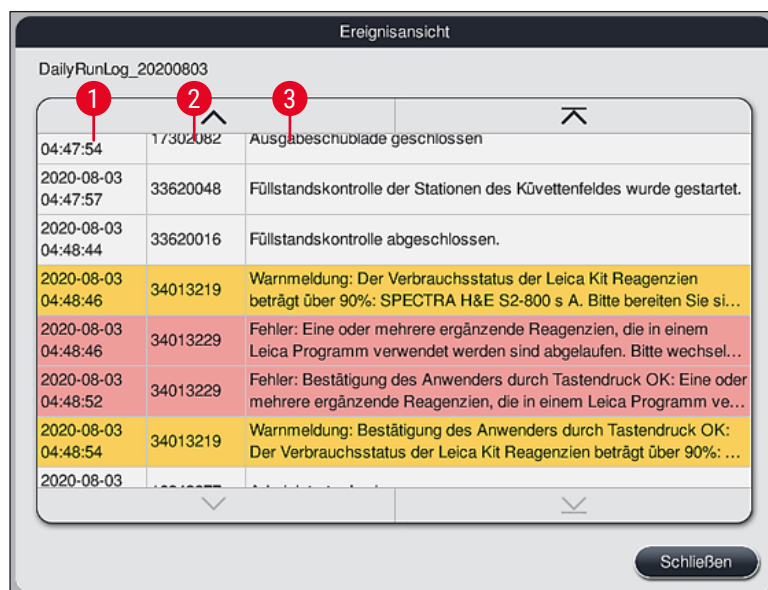 Ereignisansicht
DailyRunLog_20200803
1 2 3
04:47:54 17302082 Ausgabeschublade geschlossen
2020-08-03
04:47:57
33620048
Füllstandskontrolle der Stationen des Küvettenfeldes wurde gestartet.
2020-08-03
04:48:44
33620016
Füllstandskontrolle abgeschlossen.
2020-08-03
04:48:46
34013219
Warnmeldung: Der Verbrauchsstatus der Leica Kit Reagenzien
beträgt über 90%: SPECTRA H&E S2-800 s A. Bitte bereiten Sie si...
2020-08-03
04:48:46
34013229
Fehler: Eine oder mehrere ergänzende Reagenzien, die in einem
Leica Programm verwendet werden sind abgelaufen. Bitte wechsel...
2020-08-03
04:48:52
34013229
Fehler: Bestätigung des Anwenders durch Tastendruck OK: Eine oder
mehrere ergänzende Reagenzien, die in einem Leica Programm ve...
2020-08-03
04:48:54
34013219
Warnmeldung: Bestätigung des Anwenders durch Tastendruck OK:
Der Verbrauchsstatus der Leica Kit Reagenzien beträgt über 90%: ...
2020-08-03
Schließen